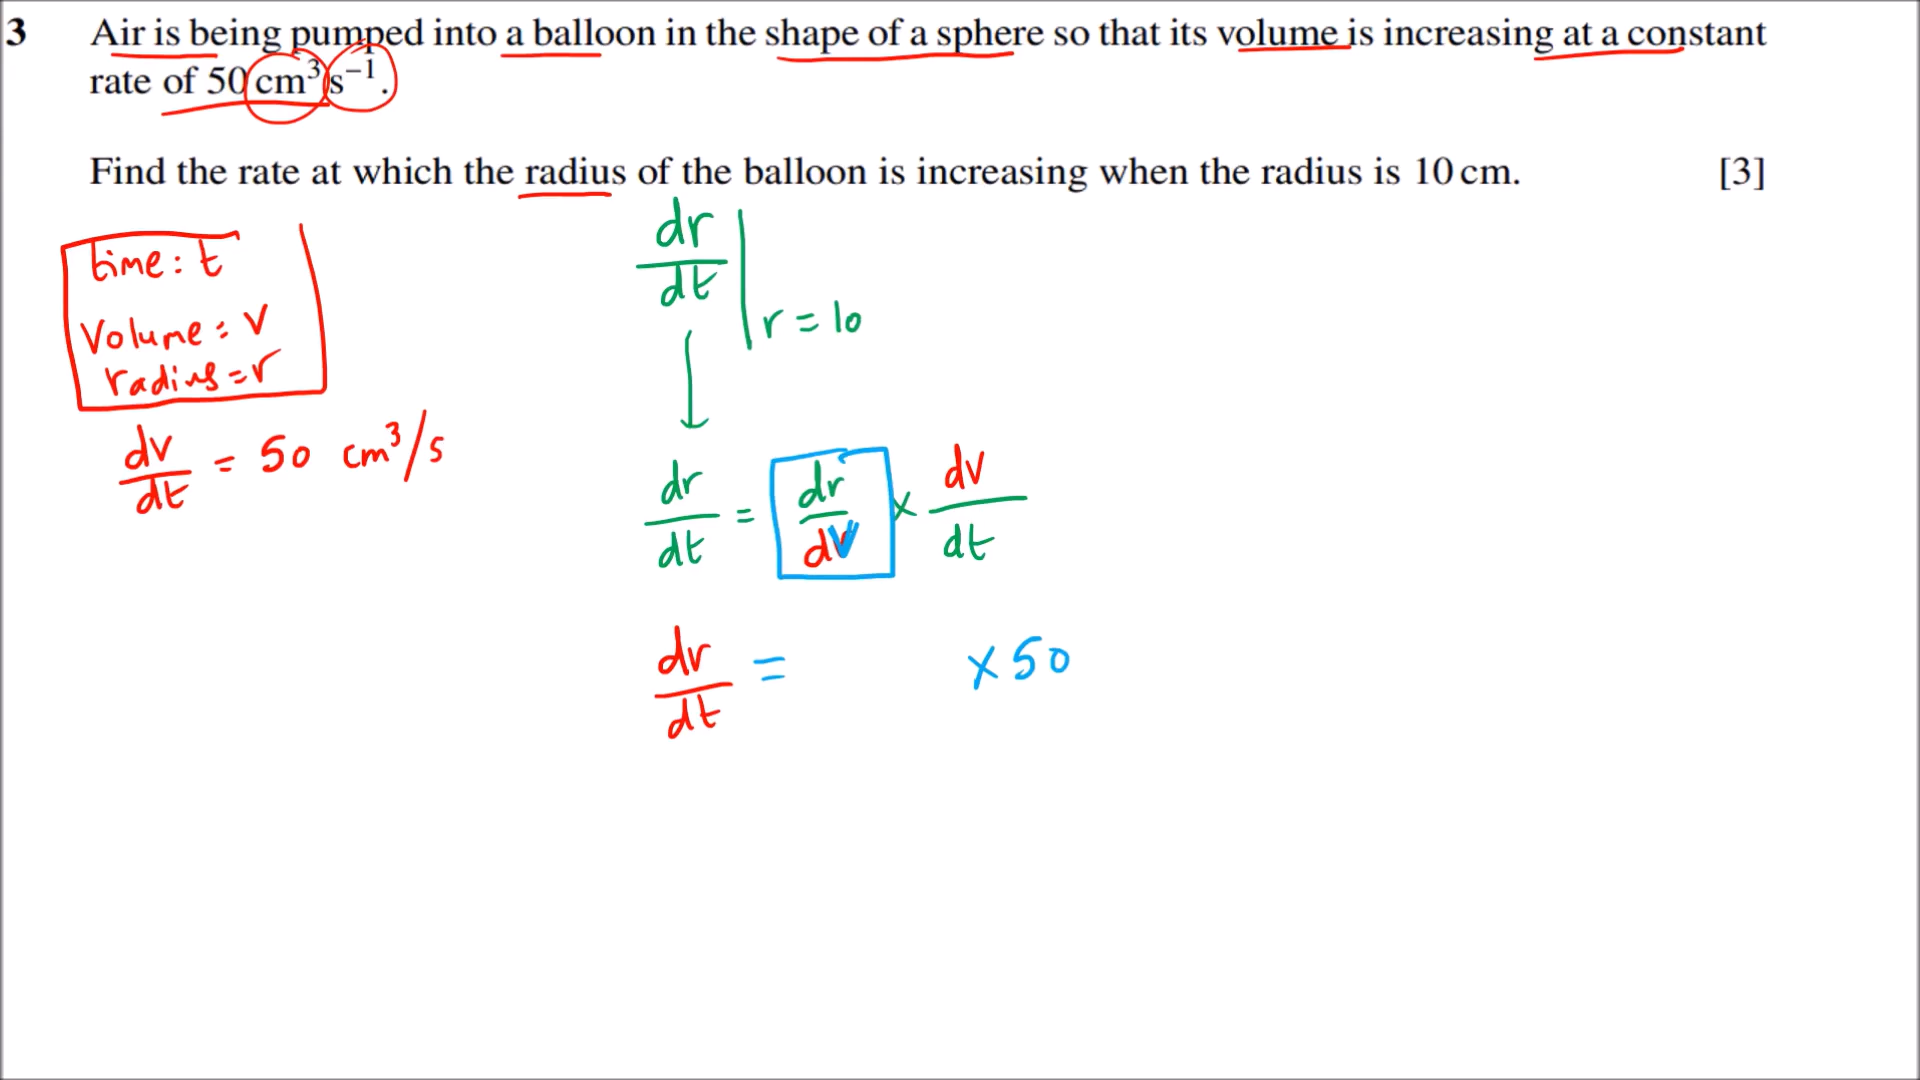 3 Air is being pumped into a balloon in the shape of a sphere so that its volume is increasing at a constant
rate of 50 cm³ s⁻¹.
Find the rate at which the radius of the balloon is increasing when the radius is 10 cm. [3]
time: t
Volume = V
radius = r
dv/dt = 50 cm³/s
dr/dt | r = 10
dr/dt = dr/dV × dv/dt
dr/dt = × 50